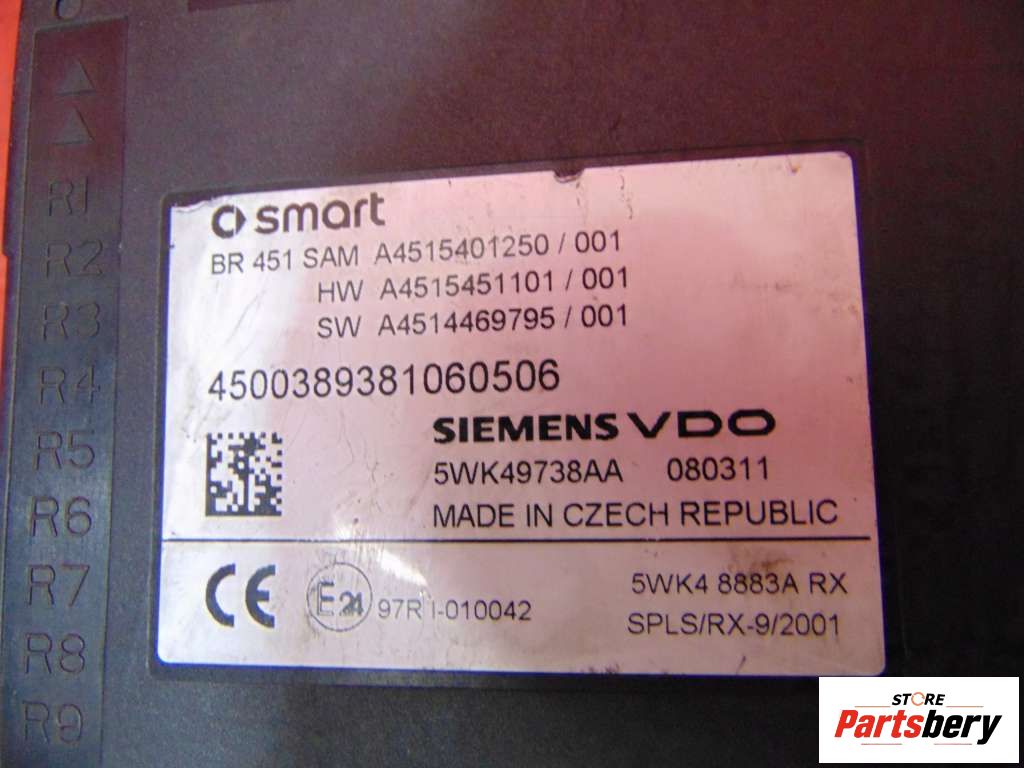 R1
R2
R3
R4
R5
R6
R7
R8
R9
smart
BR 451 SAM A4515401250 / 001
HW A4515451101 / 001
SW A4514469795 / 001
4500389381060506
SIEMENS VDO
5WK49738AA 080311
MADE IN CZECH REPUBLIC
CE E24 97R I-010042
5WK4 8883A RX
SPLS/RX-9/2001
STORE
Partsbery